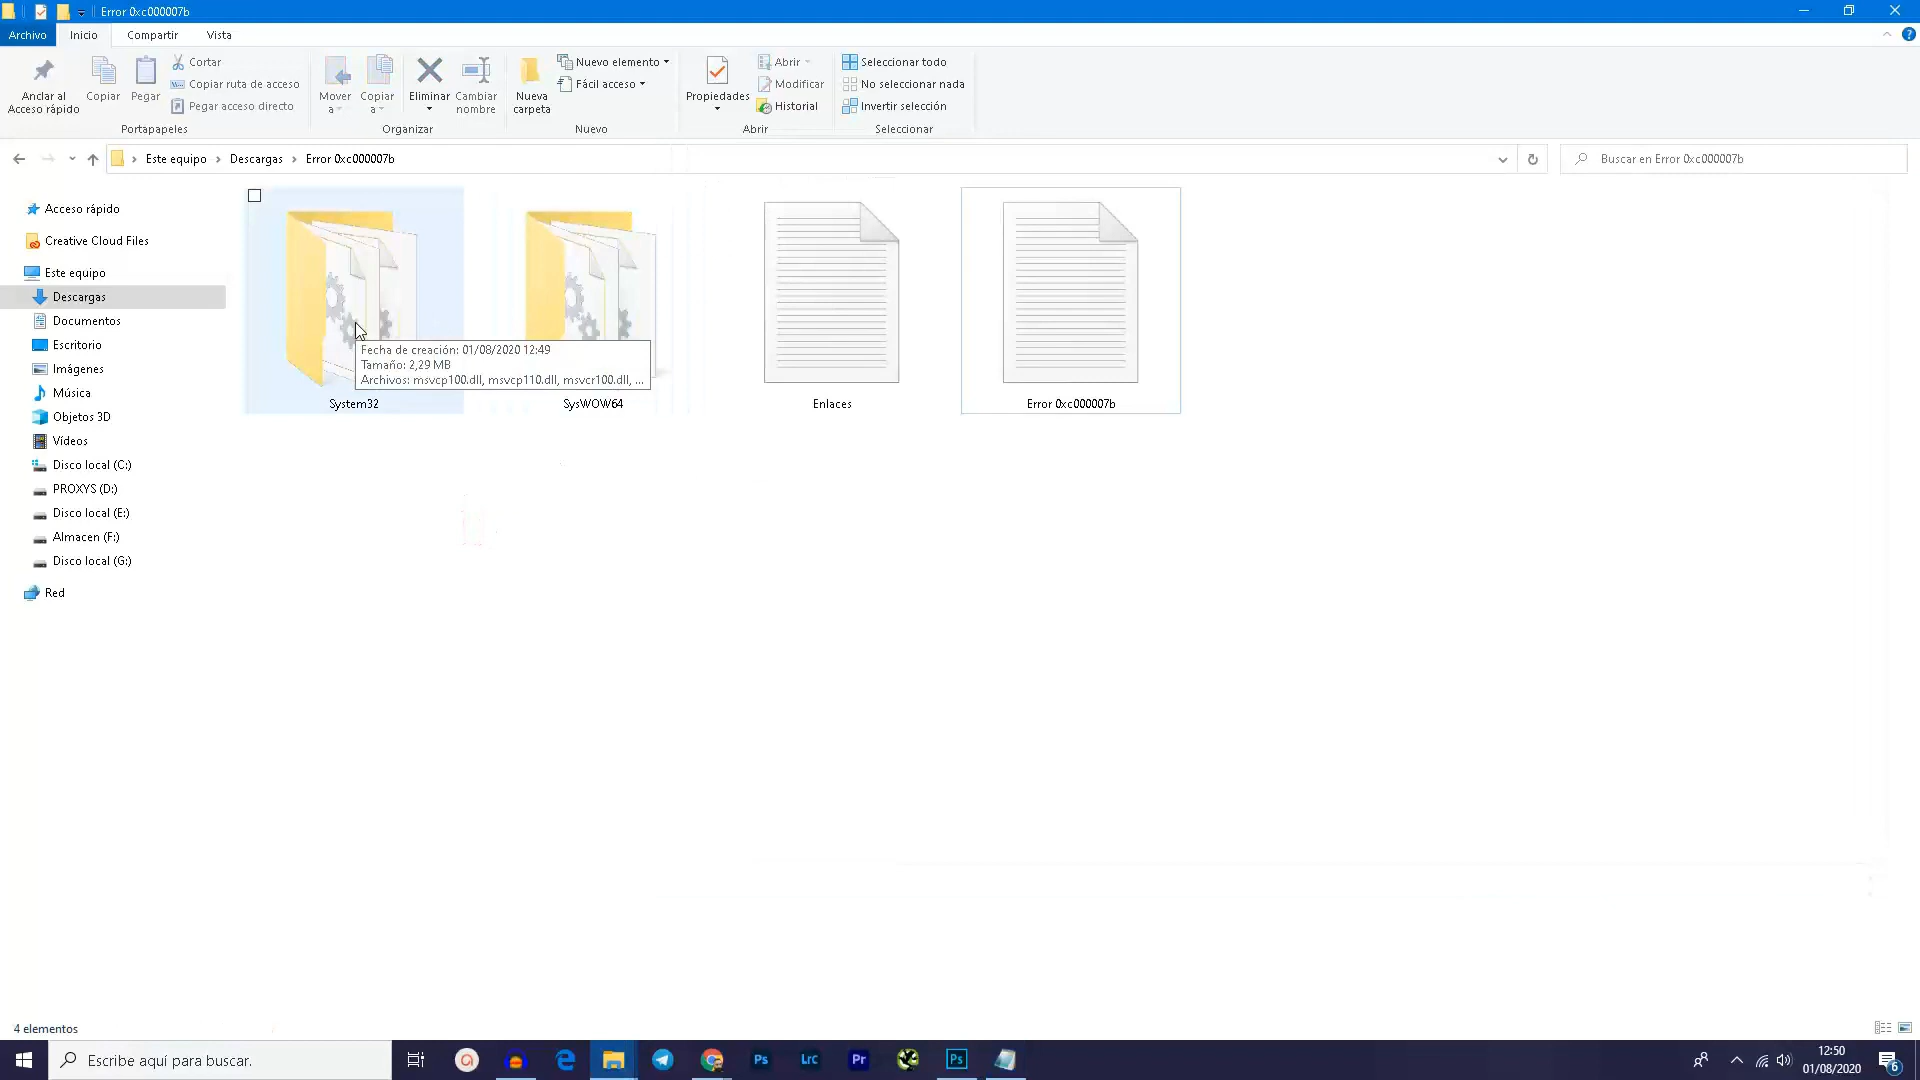 Error 0xc000007b
Archivo Inicio Compartir Vista
Anclar al Acceso rápido
Copiar
Pegar
Cortar
Copiar ruta de acceso
Pegar acceso directo
Portapapeles
Mover a
Copiar a
Eliminar
Cambiar nombre
Organizar
Nueva carpeta
Nuevo elemento
Fácil acceso
Nuevo
Propiedades
Abrir
Modificar
Historial
Abrir
Seleccionar todo
No seleccionar nada
Invertir selección
Seleccionar
Este equipo Descargas Error 0xc000007b
Buscar en Error 0xc000007b
Acceso rápido
Creative Cloud Files
Este equipo
Descargas
Documentos
Escritorio
Imágenes
Música
Objetos 3D
Vídeos
Disco local (C:)
PROXYS (D:)
Disco local (E:)
Almacen (F:)
Disco local (G:)
Red
Fecha de creación: 01/08/2020 12:49
Tamaño: 2,29 MB
Archivos: msvcp100.dll, msvcp110.dll, msvcr100.dll, ...
System32 SysWOW64 Enlaces Error 0xc000007b
4 elementos
Escribe aquí para buscar.
Ps Lrc Pr Ps
12:50
01/08/2020
6